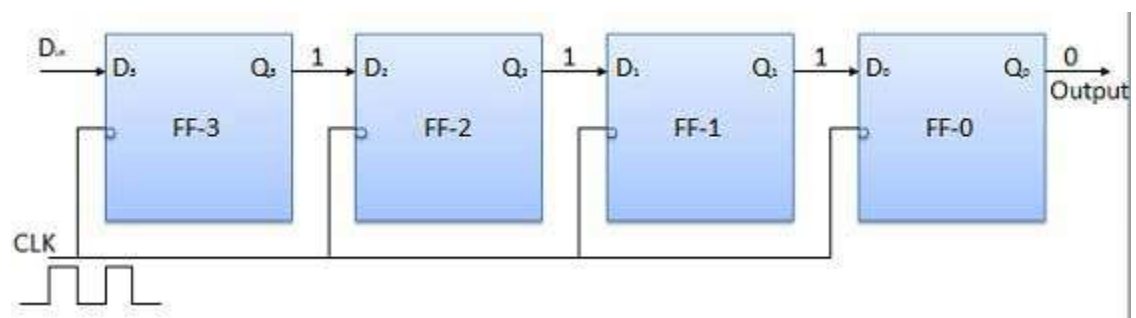 Dᵢₙ
D₃ Q₃ 1 D₂ Q₂ 1 D₁ Q₁ 1 D₀ Q₀ 0
Output
FF-3 FF-2 FF-1 FF-0
CLK